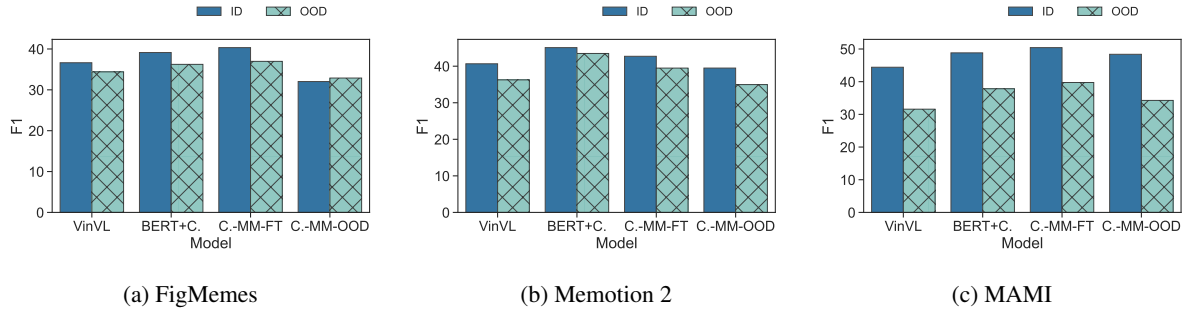 ID OOD
40
30
20
10
0
F1
VinVL BERT+C. C.-MM-FT C.-MM-OOD
Model
(a) FigMemes
ID OOD
40
30
20
10
0
F1
VinVL BERT+C. C.-MM-FT C.-MM-OOD
Model
(b) Memotion 2
ID OOD
50
40
30
20
10
0
F1
VinVL BERT+C. C.-MM-FT C.-MM-OOD
Model
(c) MAMI